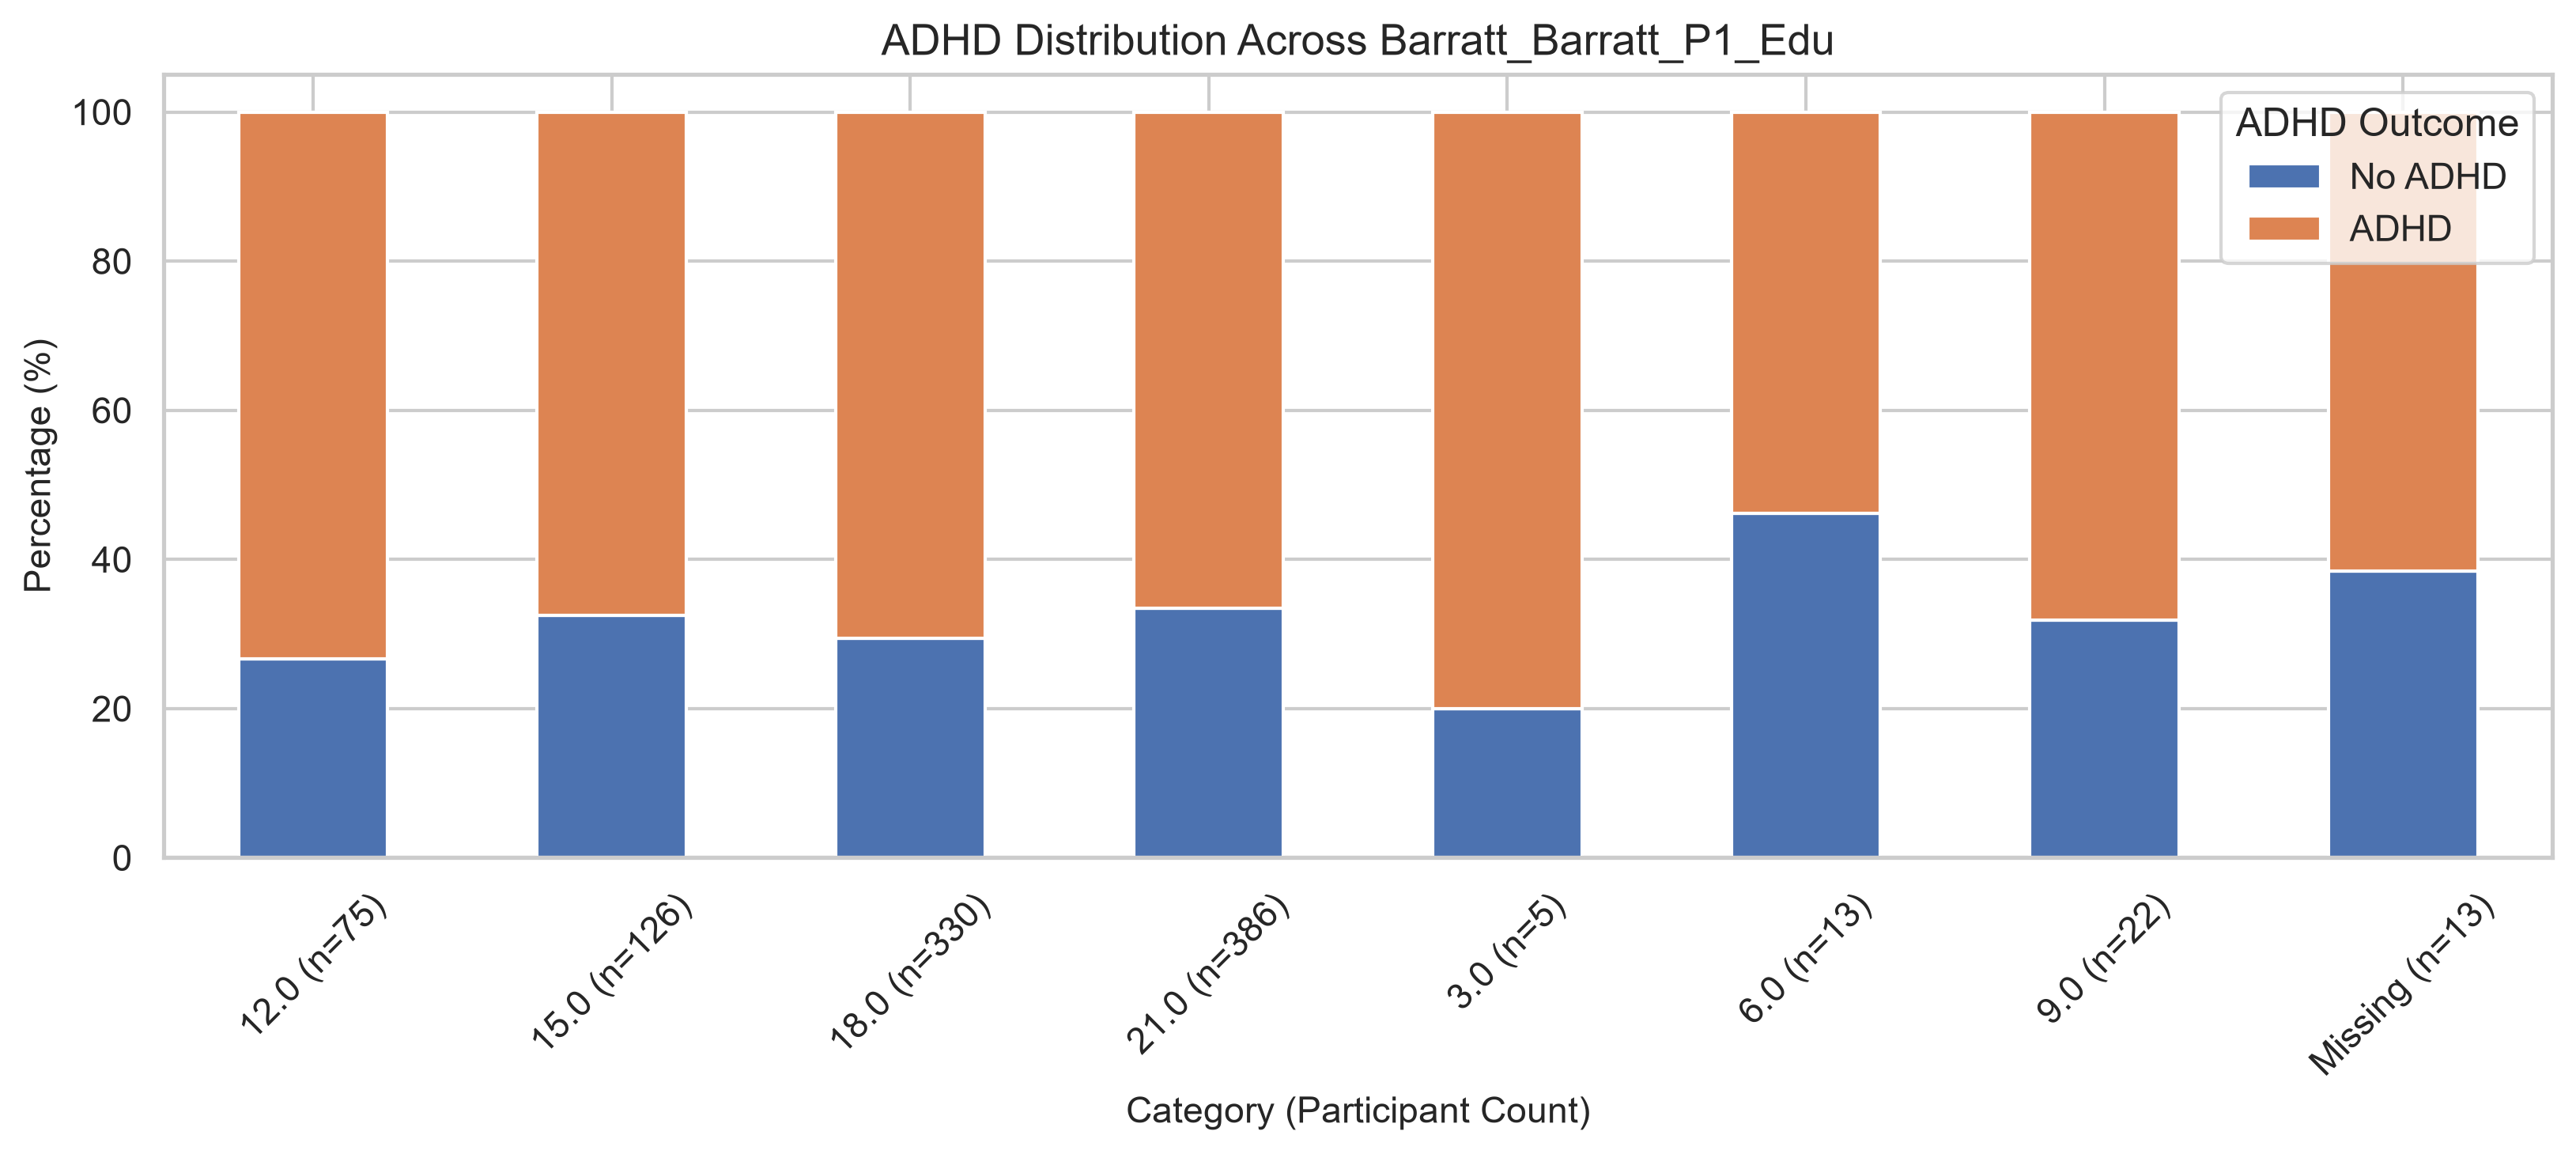 ADHD Distribution Across Barratt_Barratt_P1_Edu
Percentage (%)
100
80
60
40
20
0
ADHD Outcome
No ADHD
ADHD
12.0 (n=75)
15.0 (n=126)
18.0 (n=330)
21.0 (n=386)
3.0 (n=5)
6.0 (n=13)
9.0 (n=22)
Missing (n=13)
Category (Participant Count)